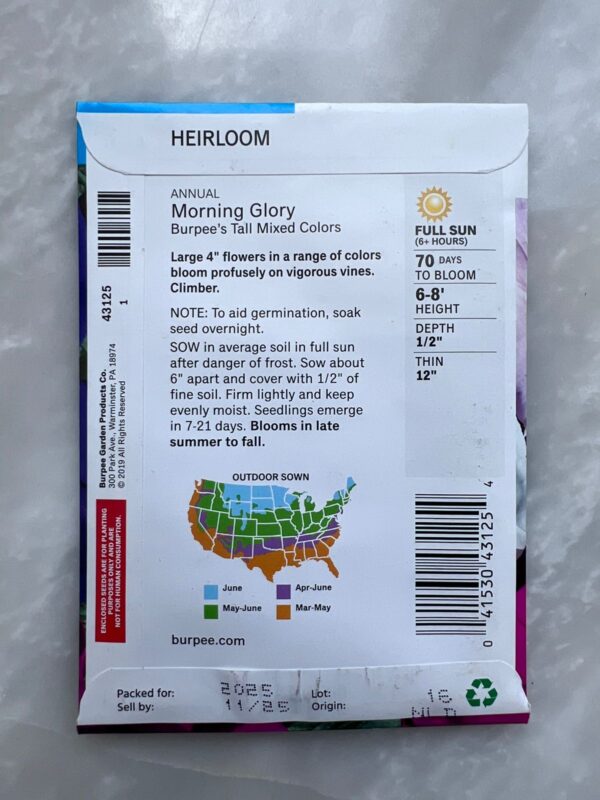 HEIRLOOM
ANNUAL
Morning Glory
Burpee's Tall Mixed Colors
Large 4" flowers in a range of colors
bloom profusely on vigorous vines.
Climber.
NOTE: To aid germination, soak
seed overnight.
SOW in average soil in full sun
after danger of frost. Sow about
6" apart and cover with 1/2" of
fine soil. Firm lightly and keep
evenly moist. Seedlings emerge
in 7-21 days. Blooms in late
summer to fall.
FULL SUN
(6+ HOURS)
70 DAYS
TO BLOOM
6-8'
HEIGHT
DEPTH
1/2"
THIN
12"
43125
1
Burpee Garden Products Co.
300 Park Ave., Warminster, PA 18974
© 2019 All Rights Reserved
ENCLOSED SEEDS ARE FOR PLANTING
PURPOSES ONLY AND ARE
NOT FOR HUMAN CONSUMPTION.
OUTDOOR SOWN
June
Apr-June
May-June
Mar-May
burpee.com
0 41530 43125 4
Packed for: 2025
Sell by: 11/25
Lot: 16
Origin: NLD